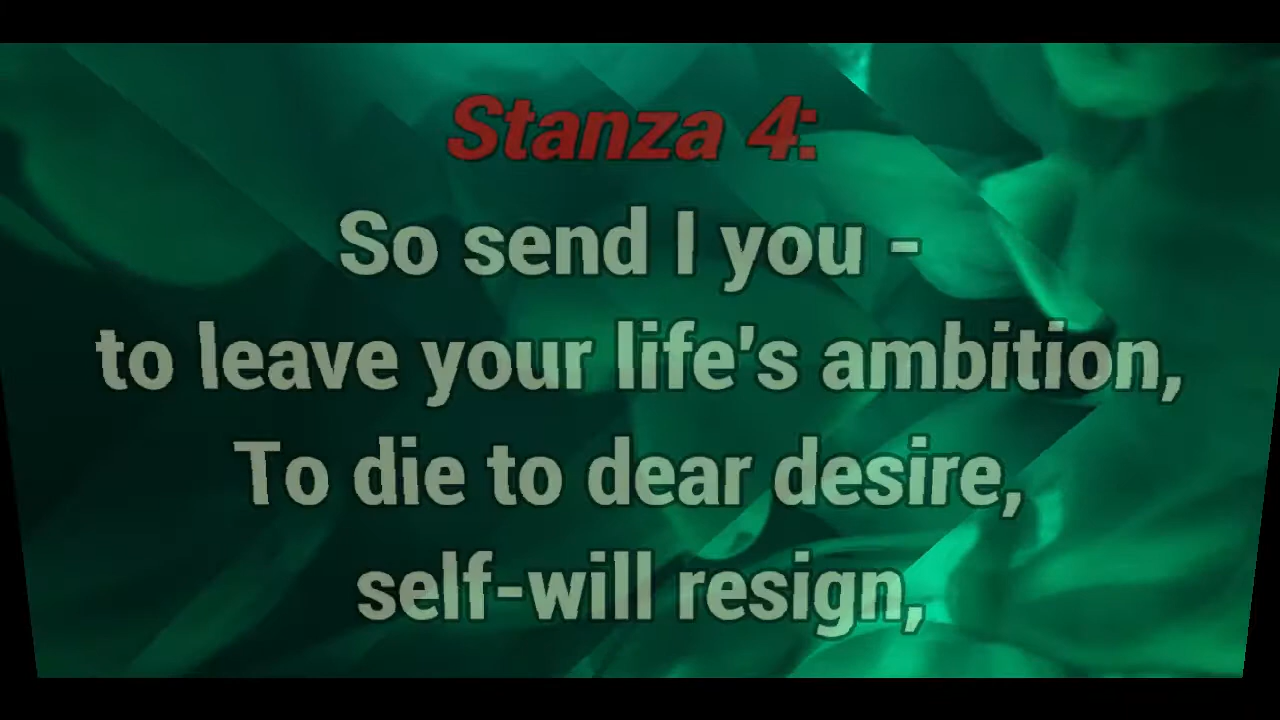 Stanza 4:
So send I you -
to leave your life's ambition,
To die to dear desire,
self-will resign,